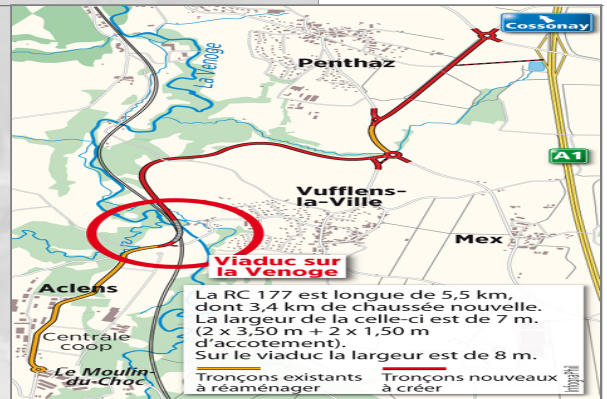 Cossonay
La Venoge
Penthaz
A1
Vufflens-
la-Ville
Mex
Viaduc sur
la Venoge
Aclens
Centrale
coop
Le Moulin-
du-Choc
La RC 177 est longue de 5,5 km,
dont 3,4 km de chaussée nouvelle.
La largeur de la celle-ci est de 7 m.
(2 x 3,50 m + 2 x 1,50 m
d'accotement).
Sur le viaduc la largeur est de 8 m.
Tronçons existants
à réaménager
Tronçons nouveaux
à créer